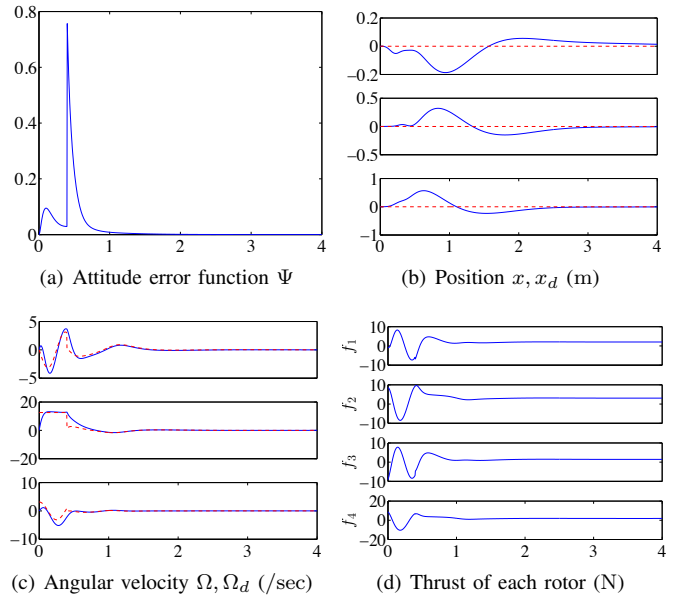 0.8
0.6
0.4
0.2
0
0 1 2 3 4
(a) Attitude error function Ψ
0.2
0
−0.2
0.5
0
−0.5
1
0
−1
0 1 2 3 4
(b) Position x, x_d (m)
5
0
−5
20
0
−20
10
0
−10
0 1 2 3 4
(c) Angular velocity Ω, Ω_d (/sec)
10
0
−10
f_1
10
0
−10
f_2
10
0
−10
f_3
20
0
−20
f_4
0 1 2 3 4
(d) Thrust of each rotor (N)